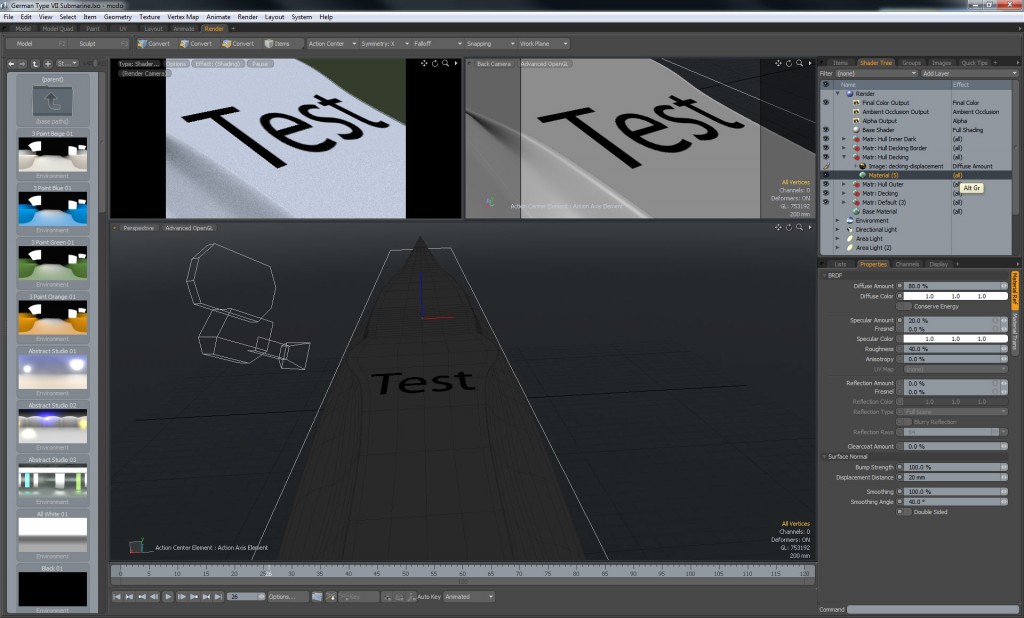 German Type VII Submarine.lxo - modo
File Edit View Select Item Geometry Texture Vertex Map Animate Render Layout System Help
Model Model Quad Paint UV Layout Animate Render +
Model F2 Sculpt F3 Convert Convert Convert Items Action Center Symmetry: X Falloff Snapping Work Plane
St...
(parent)
(base paths)
3 Point Beige 01
Environment
3 Point Blue 01
Environment
3 Point Green 01
Environment
3 Point Orange 01
Environment
Abstract Studio 01
Environment
Abstract Studio 02
Environment
Abstract Studio 03
Environment
All White 01
Environment
Black 01
Environment
Type: Shader... Options Effect: (Shading) Pause
(Render Camera)
Test
Back Camera Advanced OpenGL
Test
All Vertices
Channels: 0
Deformers: ON
GL: 753192
200 mm
Action Center Element : Action Axis Element
Perspective Advanced OpenGL
Test
All Vertices
Channels: 0
Deformers: ON
GL: 753192
200 mm
Action Center Element : Action Axis Element
0 5 10 15 20 25 26 30 35 40 45 50 55 60 65 70 75 80 85 90 95 100 105 110 115 120
26 Options... Key Auto Key Animated
Items Shader Tree Groups Images Quick Tips +
Filter (none) Add Layer
Name Effect
Render
Final Color Output Final Color
Ambient Occlusion Output Ambient Occlusion
Alpha Output Alpha
Base Shader Full Shading
Matr: Hull Inner Dark (all)
Matr: Hull Decking Border (all)
Matr: Hull Decking (all)
Image: decking-displacement Diffuse Amount
Material (5) (all)
Matr: Hull Outer (all)
Alt Gr
Matr: Decking (all)
Matr: Default (3) (all)
Base Material (all)
Environment
Directional Light
Area Light
Area Light (2)
Lists Properties Channels Display +
BRDF
Diffuse Amount 80.0 %
Diffuse Color 1.0 1.0 1.0
Conserve Energy
Specular Amount 20.0 %
Fresnel 0.0 %
Specular Color 1.0 1.0 1.0
Roughness 40.0 %
Anisotropy 0.0 %
UV Map (none)
Reflection Amount 0.0 %
Fresnel 0.0 %
Reflection Color 1.0 1.0 1.0
Reflection Type Full Scene
Blurry Reflection
Reflection Rays 64
Clearcoat Amount 0.0 %
Surface Normal
Bump Strength 100.0 %
Displacement Distance 20 mm
Smoothing 100.0 %
Smoothing Angle 40.0 °
Double Sided
Material Ref
Material Trans
Command